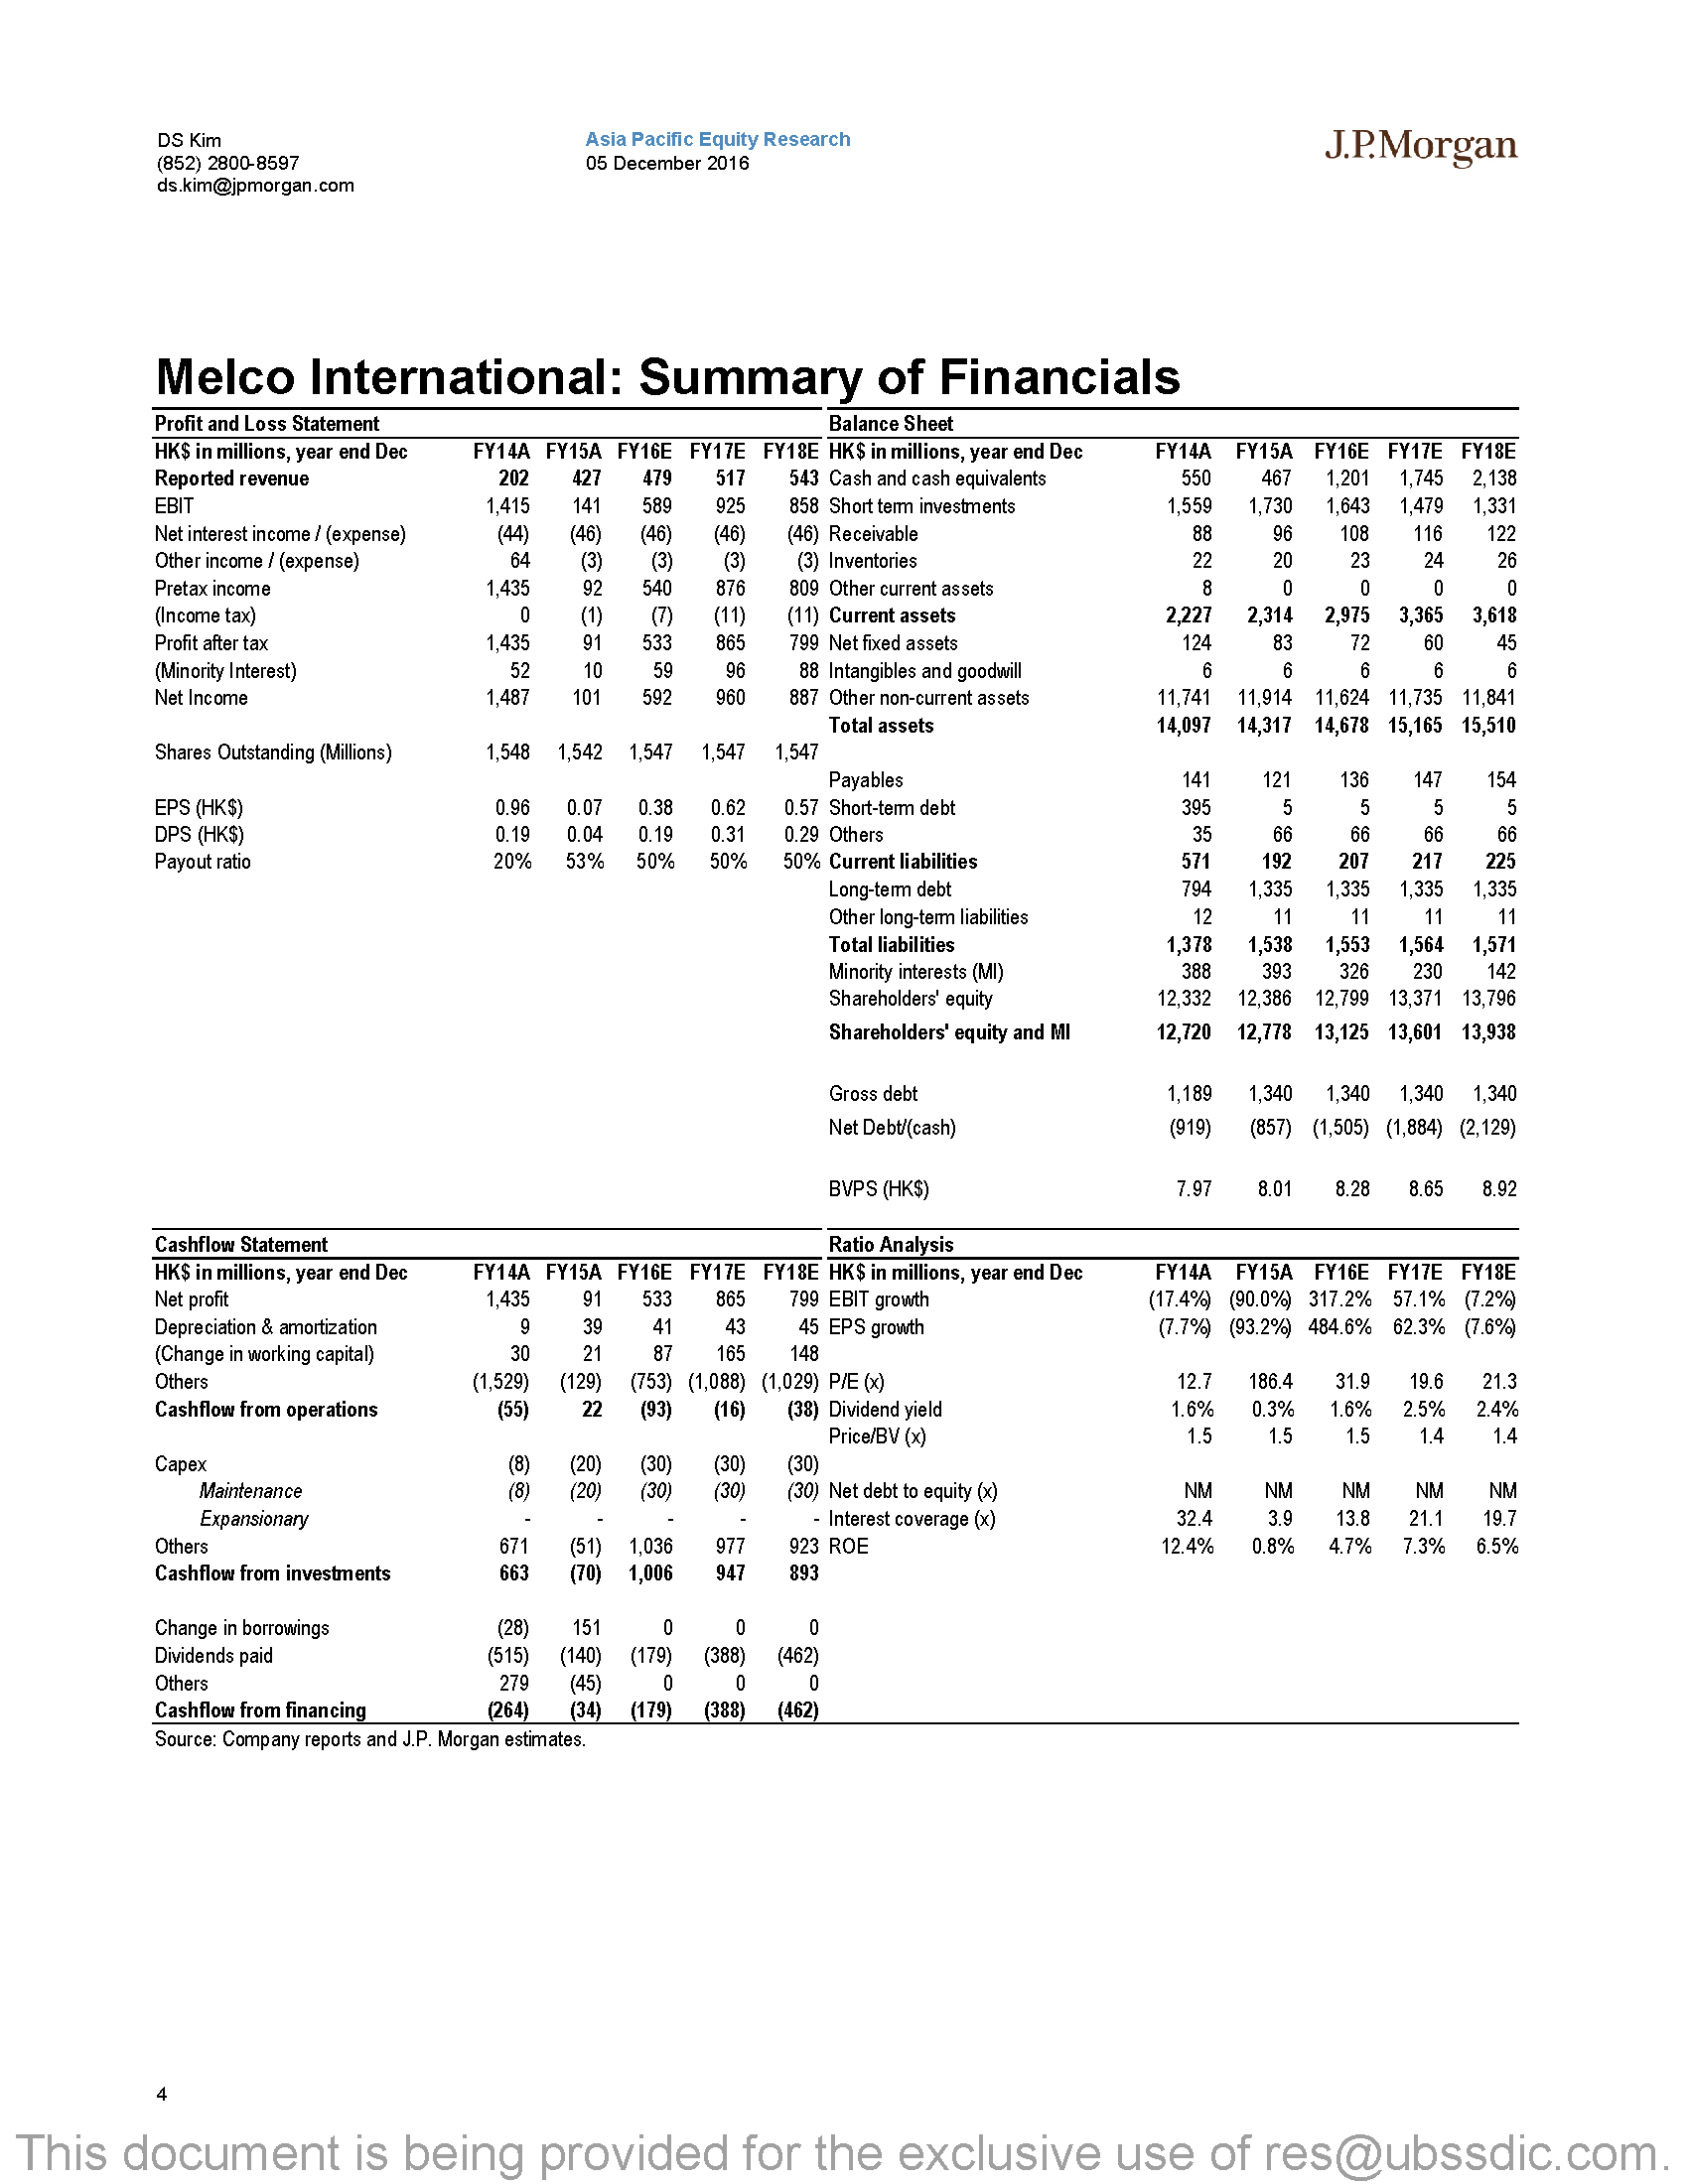 DS Kim
(852) 2800-8597
ds.kim@jpmorgan.com
Asia Pacific Equity Research
05 December 2016
J.P.Morgan
Melco International: Summary of Financials
Profit and Loss Statement
HK$ in millions, year end Dec FY14A FY15A FY16E FY17E FY18E
Reported revenue 202 427 479 517 543
EBIT 1,415 141 589 925 858
Net interest income / (expense) (44) (46) (46) (46) (46)
Other income / (expense) 64 (3) (3) (3) (3)
Pretax income 1,435 92 540 876 809
(Income tax) 0 (1) (7) (11) (11)
Profit after tax 1,435 91 533 865 799
(Minority Interest) 52 10 59 96 88
Net Income 1,487 101 592 960 887
Shares Outstanding (Millions) 1,548 1,542 1,547 1,547 1,547
EPS (HK$) 0.96 0.07 0.38 0.62 0.57
DPS (HK$) 0.19 0.04 0.19 0.31 0.29
Payout ratio 20% 53% 50% 50% 50%
Balance Sheet
HK$ in millions, year end Dec FY14A FY15A FY16E FY17E FY18E
Cash and cash equivalents 550 467 1,201 1,745 2,138
Short term investments 1,559 1,730 1,643 1,479 1,331
Receivable 88 96 108 116 122
Inventories 22 20 23 24 26
Other current assets 8 0 0 0 0
Current assets 2,227 2,314 2,975 3,365 3,618
Net fixed assets 124 83 72 60 45
Intangibles and goodwill 6 6 6 6 6
Other non-current assets 11,741 11,914 11,624 11,735 11,841
Total assets 14,097 14,317 14,678 15,165 15,510
Payables 141 121 136 147 154
Short-term debt 395 5 5 5 5
Others 35 66 66 66 66
Current liabilities 571 192 207 217 225
Long-term debt 794 1,335 1,335 1,335 1,335
Other long-term liabilities 12 11 11 11 11
Total liabilities 1,378 1,538 1,553 1,564 1,571
Minority interests (MI) 388 393 326 230 142
Shareholders' equity 12,332 12,386 12,799 13,371 13,796
Shareholders' equity and MI 12,720 12,778 13,125 13,601 13,938
Gross debt 1,189 1,340 1,340 1,340 1,340
Net Debt/(cash) (919) (857) (1,505) (1,884) (2,129)
BVPS (HK$) 7.97 8.01 8.28 8.65 8.92
Cashflow Statement
HK$ in millions, year end Dec FY14A FY15A FY16E FY17E FY18E
Net profit 1,435 91 533 865 799
Depreciation & amortization 9 39 41 43 45
(Change in working capital) 30 21 87 165 148
Others (1,529) (129) (753) (1,088) (1,029)
Cashflow from operations (55) 22 (93) (16) (38)
Capex (8) (20) (30) (30) (30)
Maintenance (8) (20) (30) (30) (30)
Expansionary - - - - -
Others 671 (51) 1,036 977 923
Cashflow from investments 663 (70) 1,006 947 893
Change in borrowings (28) 151 0 0 0
Dividends paid (515) (140) (179) (388) (462)
Others 279 (45) 0 0 0
Cashflow from financing (264) (34) (179) (388) (462)
Ratio Analysis
HK$ in millions, year end Dec FY14A FY15A FY16E FY17E FY18E
EBIT growth (17.4%) (90.0%) 317.2% 57.1% (7.2%)
EPS growth (7.7%) (93.2%) 484.6% 62.3% (7.6%)
P/E (x) 12.7 186.4 31.9 19.6 21.3
Dividend yield 1.6% 0.3% 1.6% 2.5% 2.4%
Price/BV (x) 1.5 1.5 1.5 1.4 1.4
Net debt to equity (x) NM NM NM NM NM
Interest coverage (x) 32.4 3.9 13.8 21.1 19.7
ROE 12.4% 0.8% 4.7% 7.3% 6.5%
Source: Company reports and J.P. Morgan estimates.
4
This document is being provided for the exclusive use of res@ubssdic.com.